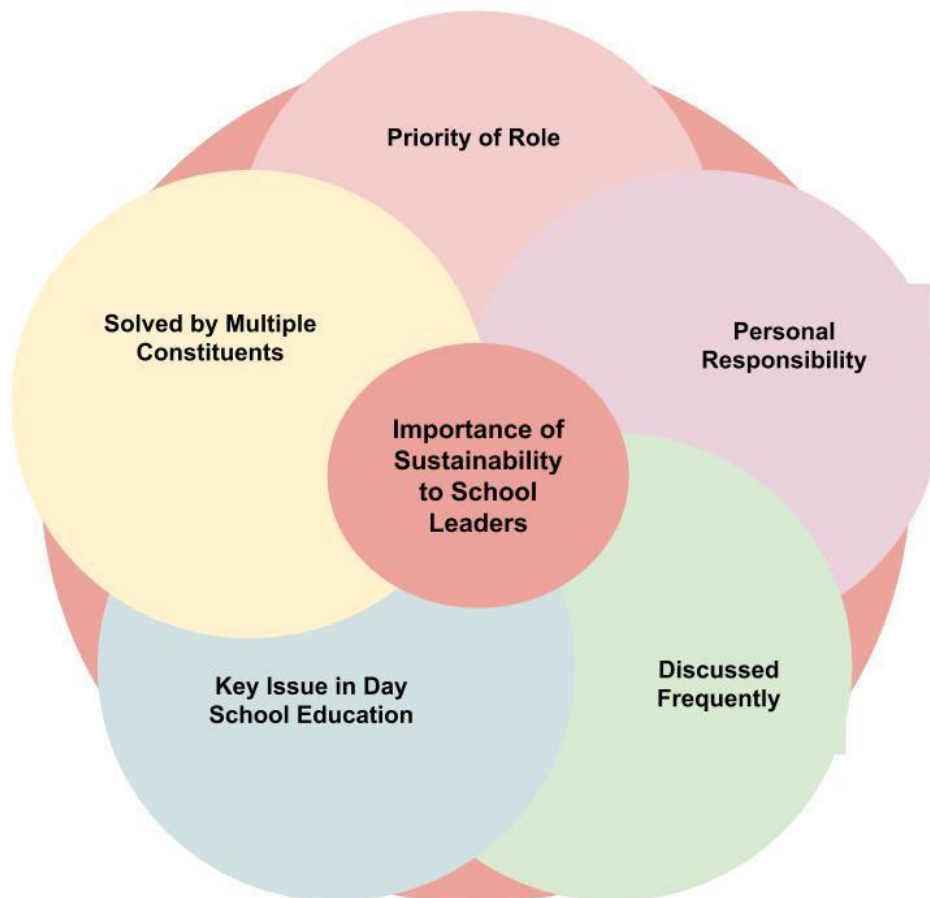 Priority of Role
Solved by Multiple
Constituents
Personal
Responsibility
Importance of
Sustainability
to School
Leaders
Key Issue in Day
School Education
Discussed
Frequently